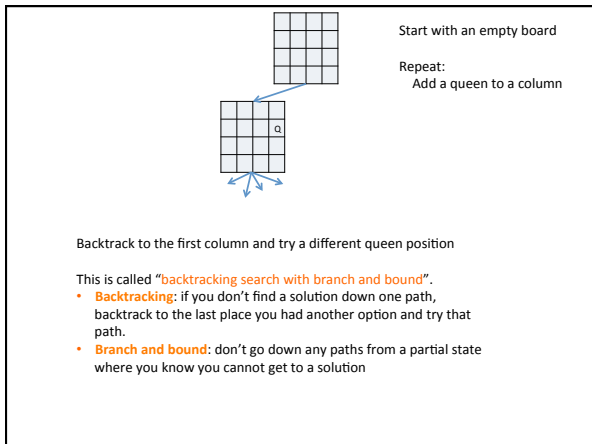 Start with an empty board
Repeat:
Add a queen to a column
Q
Backtrack to the first column and try a different queen position
This is called “backtracking search with branch and bound”.
• Backtracking: if you don’t find a solution down one path,
backtrack to the last place you had another option and try that
path.
• Branch and bound: don’t go down any paths from a partial state
where you know you cannot get to a solution